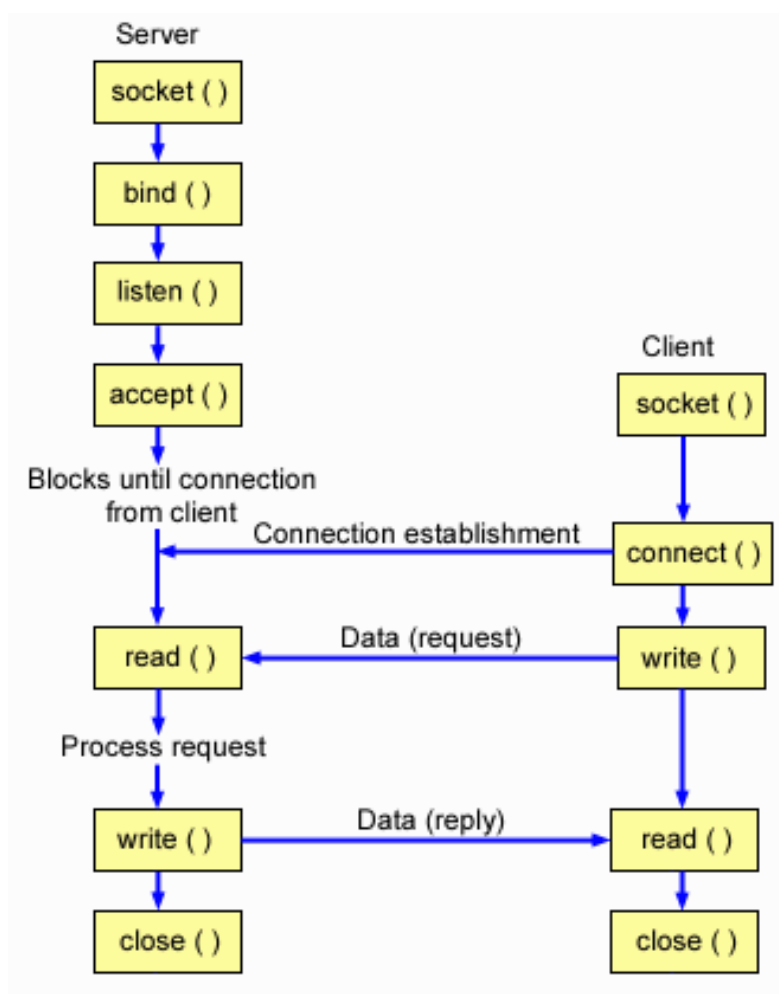 Server
socket ( )
bind ( )
listen ( )
accept ( )
Blocks until connection
from client
Client
socket ( )
Connection establishment
connect ( )
read ( )
Data (request)
write ( )
Process request
write ( )
Data (reply)
read ( )
close ( )
close ( )